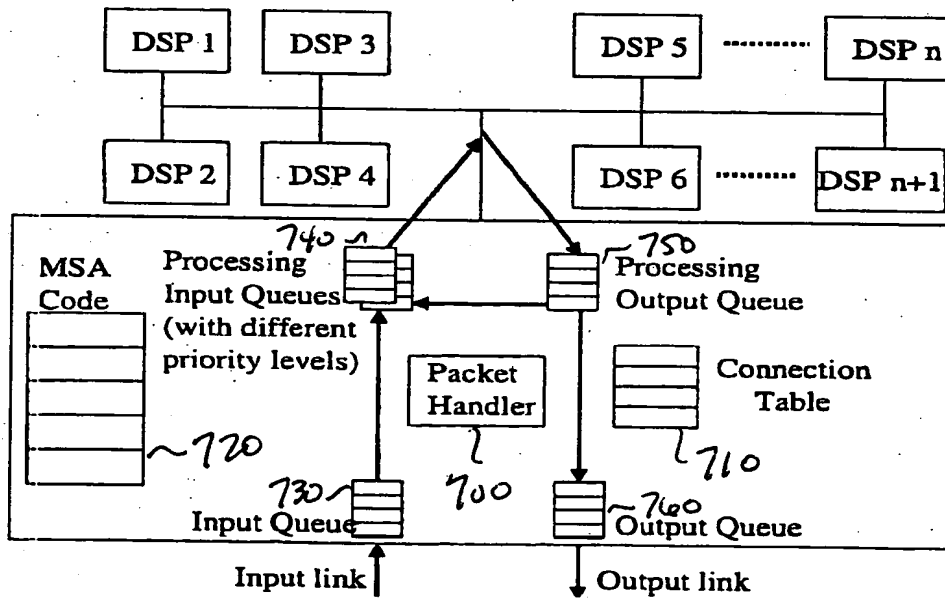 DSP 1
DSP 3
DSP 5
DSP n
DSP 2
DSP 4
DSP 6
DSP n+1
740
750
MSA
Code
Processing
Input Queues
(with different
priority levels)
Processing
Output Queue
Packet
Handler
Connection
Table
720
700
710
730
760
Input Queue
Output Queue
Input link
Output link